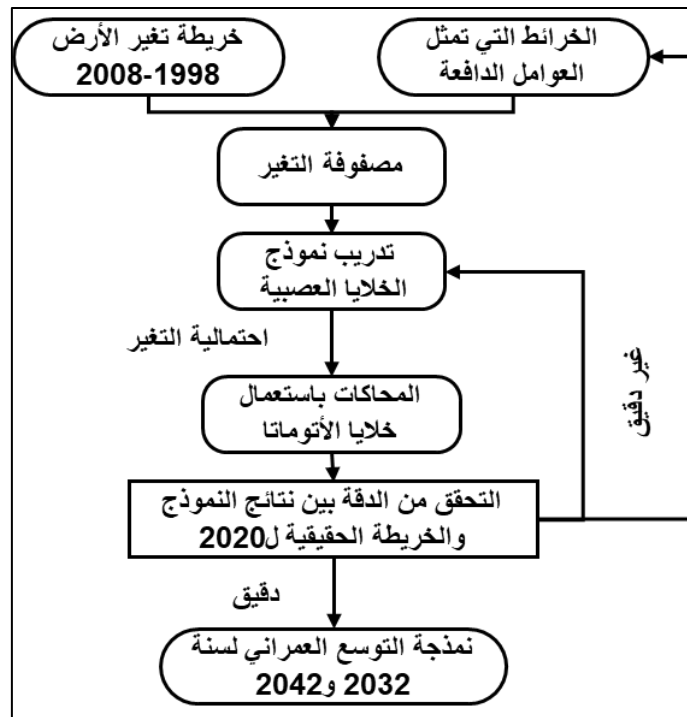 خريطة تغير الأرض
2008-1998
الخرائط التي تمثل
العوامل الدافعة
مصفوفة التغير
تدريب نموذج
الخلايا العصبية
احتمالية التغير
المحاكات باستعمال
خلايا الأتوماتا
غير دقيق
التحقق من الدقة بين نتائج النموذج
والخريطة الحقيقية ل2020
دقيق
نمذجة التوسع العمراني لسنة
2032 و2042